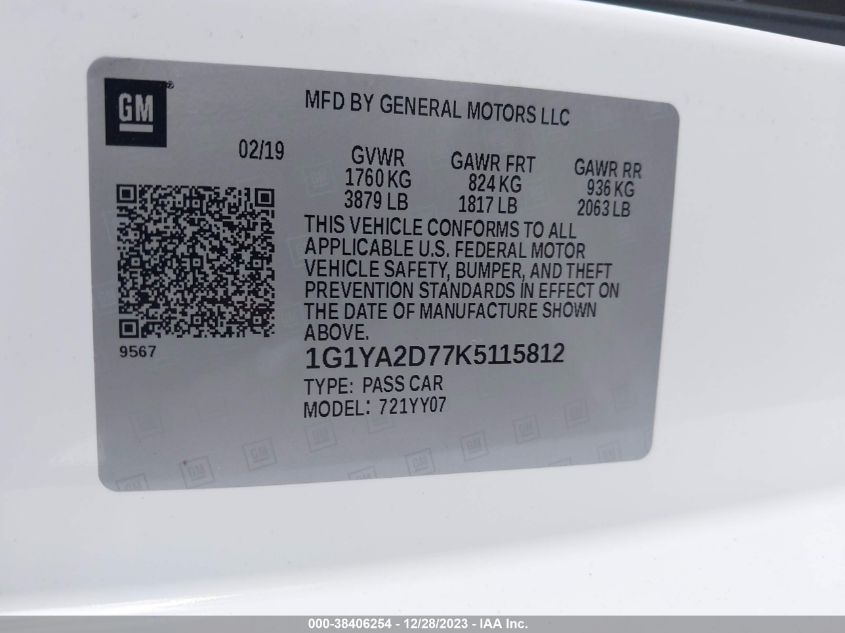 GM®
MFD BY GENERAL MOTORS LLC
02/19
GVWR
1760 KG
3879 LB
GAWR FRT
824 KG
1817 LB
GAWR RR
936 KG
2063 LB
THIS VEHICLE CONFORMS TO ALL
APPLICABLE U.S. FEDERAL MOTOR
VEHICLE SAFETY, BUMPER, AND THEFT
PREVENTION STANDARDS IN EFFECT ON
THE DATE OF MANUFACTURE SHOWN
ABOVE.
9567
1G1YA2D77K5115812
TYPE: PASS CAR
MODEL: 721YY07
000-38406254 - 12/28/2023 - IAA Inc.